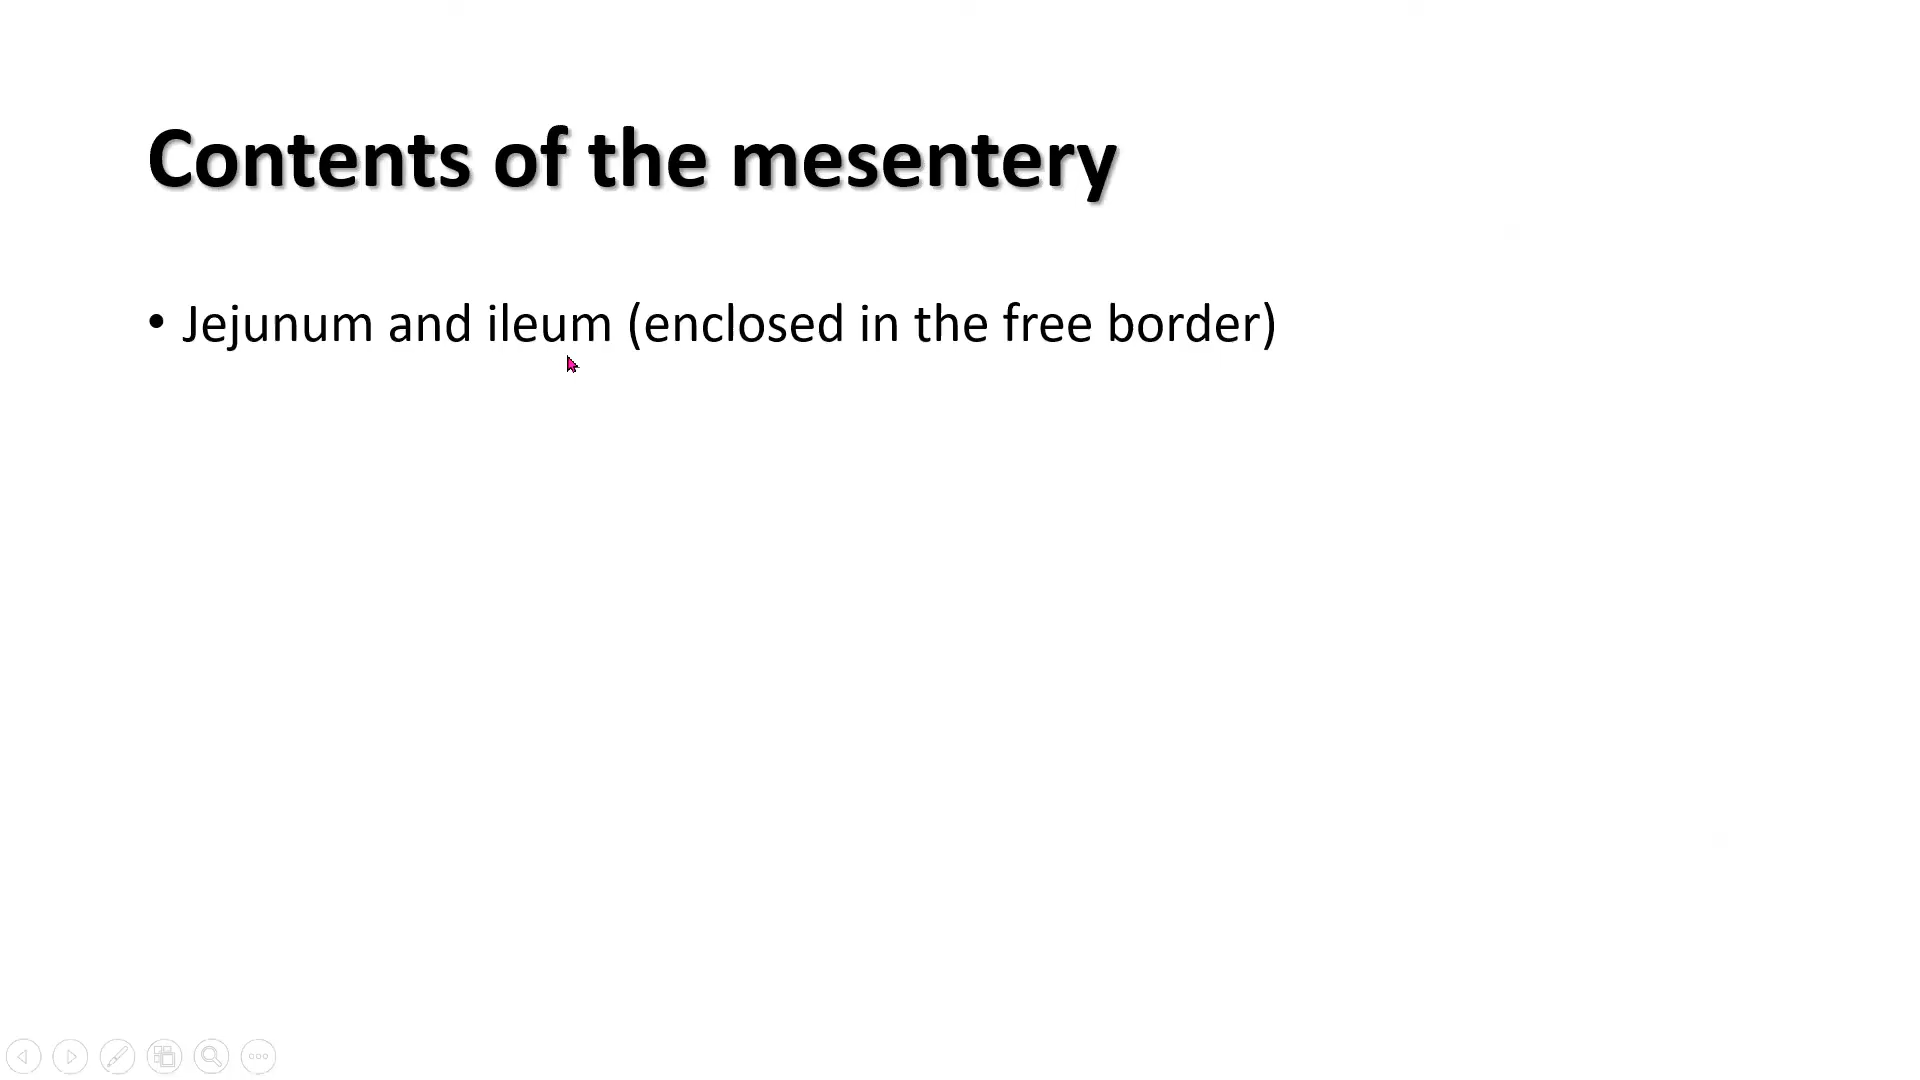 Contents of the mesentery
• Jejunum and ileum (enclosed in the free border)